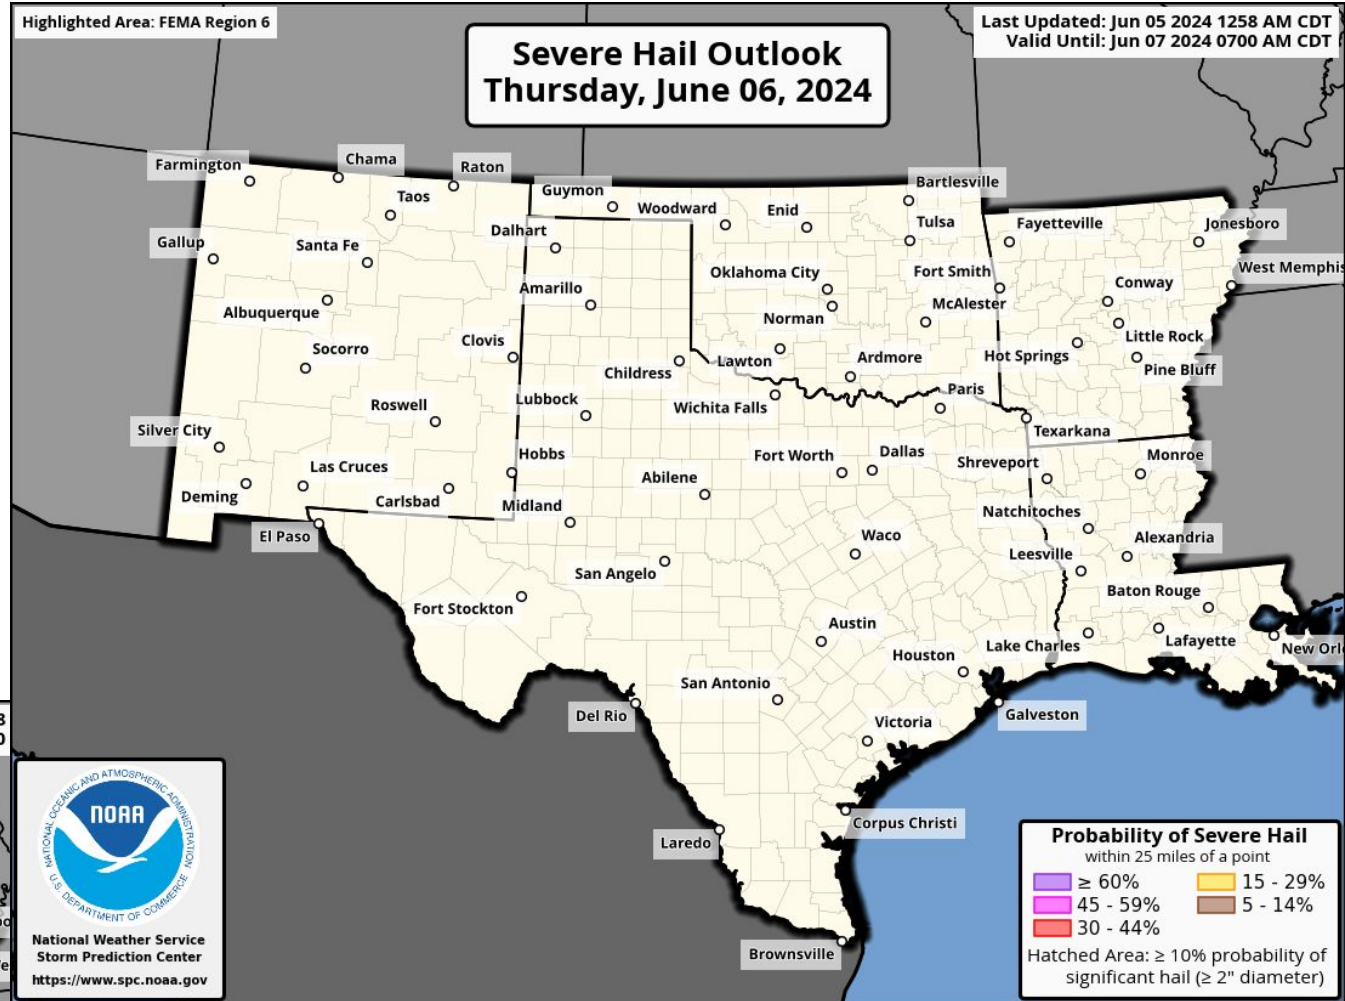 Highlighted Area: FEMA Region 6
Last Updated: Jun 05 2024 1258 AM CDT
Valid Until: Jun 07 2024 0700 AM CDT
Severe Hail Outlook
Thursday, June 06, 2024
Farmington
Chama
Raton
Taos
Guymon
Woodward
Enid
Bartlesville
Gallup
Santa Fe
Dalhart
Tulsa
Fayetteville
Jonesboro
Albuquerque
Amarillo
Oklahoma City
Fort Smith
Conway
West Memphis
Norman
McAlester
Socorro
Clovis
Childress
Lawton
Ardmore
Hot Springs
Little Rock
Pine Bluff
Roswell
Lubbock
Wichita Falls
Paris
Texarkana
Silver City
Las Cruces
Hobbs
Abilene
Fort Worth
Dallas
Shreveport
Monroe
Deming
Carlsbad
Midland
Natchitoches
El Paso
San Angelo
Waco
Leesville
Alexandria
Fort Stockton
Baton Rouge
Austin
Houston
Lake Charles
Lafayette
New Orl
San Antonio
Del Rio
Victoria
Galveston
Laredo
Corpus Christi
Brownsville
8
0
NATIONAL OCEANIC AND ATMOSPHERIC ADMINISTRATION
NOAA
U.S. DEPARTMENT OF COMMERCE
National Weather Service
Storm Prediction Center
https://www.spc.noaa.gov
Probability of Severe Hail
within 25 miles of a point
≥ 60%
15 - 29%
45 - 59%
5 - 14%
30 - 44%
Hatched Area: ≥ 10% probability of
significant hail (≥ 2" diameter)